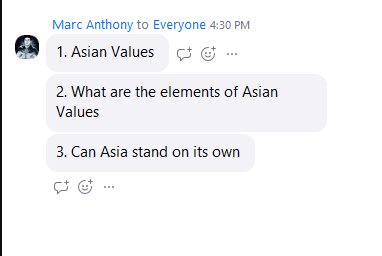 Marc Anthony to Everyone 4:30 PM
1. Asian Values
2. What are the elements of Asian
Values
3. Can Asia stand on its own